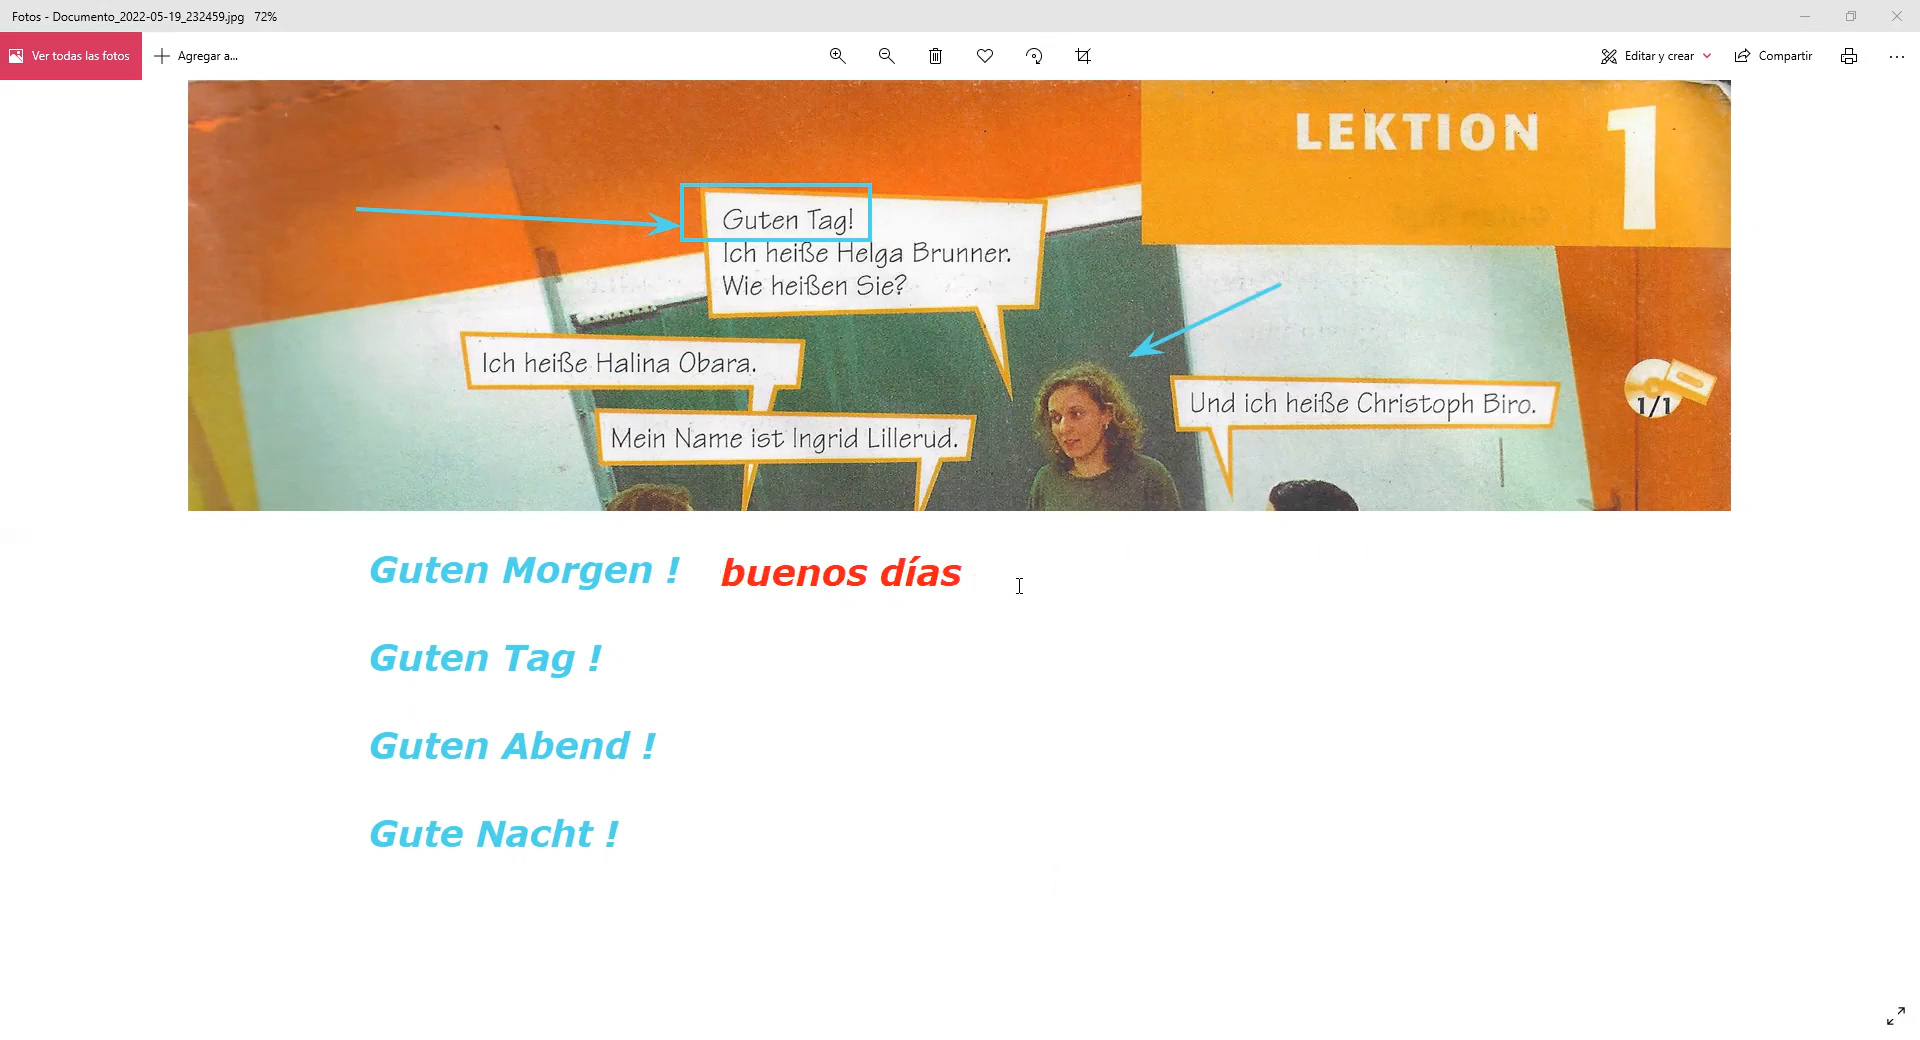 Fotos - Documento_2022-05-19_232459.jpg 72%
Ver todas las fotos
Agregar a...
Editar y crear
Compartir
LEKTION 1
Guten Tag!
Ich heiße Helga Brunner.
Wie heißen Sie?
Ich heiße Halina Obara.
Und ich heiße Christoph Biro.
1/1
Mein Name ist Ingrid Lillerud.
Guten Morgen ! buenos días
Guten Tag !
Guten Abend !
Gute Nacht !